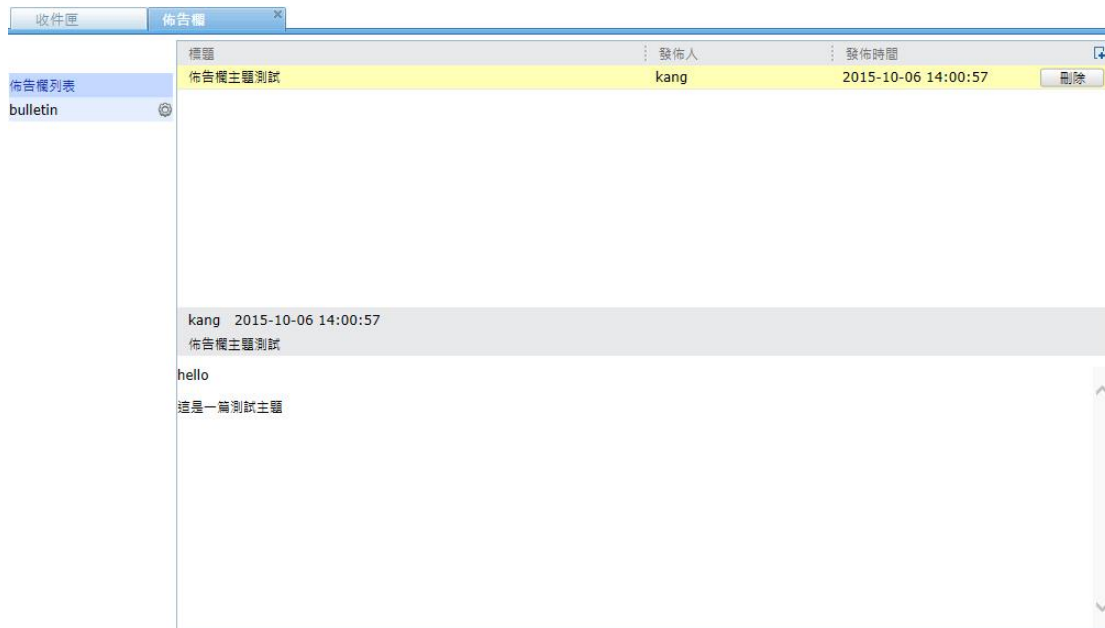 收件匣 佈告欄
標題 發佈人 發佈時間
佈告欄主題測試 kang 2015-10-06 14:00:57 刪除
佈告欄列表
bulletin
kang 2015-10-06 14:00:57
佈告欄主題測試
hello
這是一篇測試主題